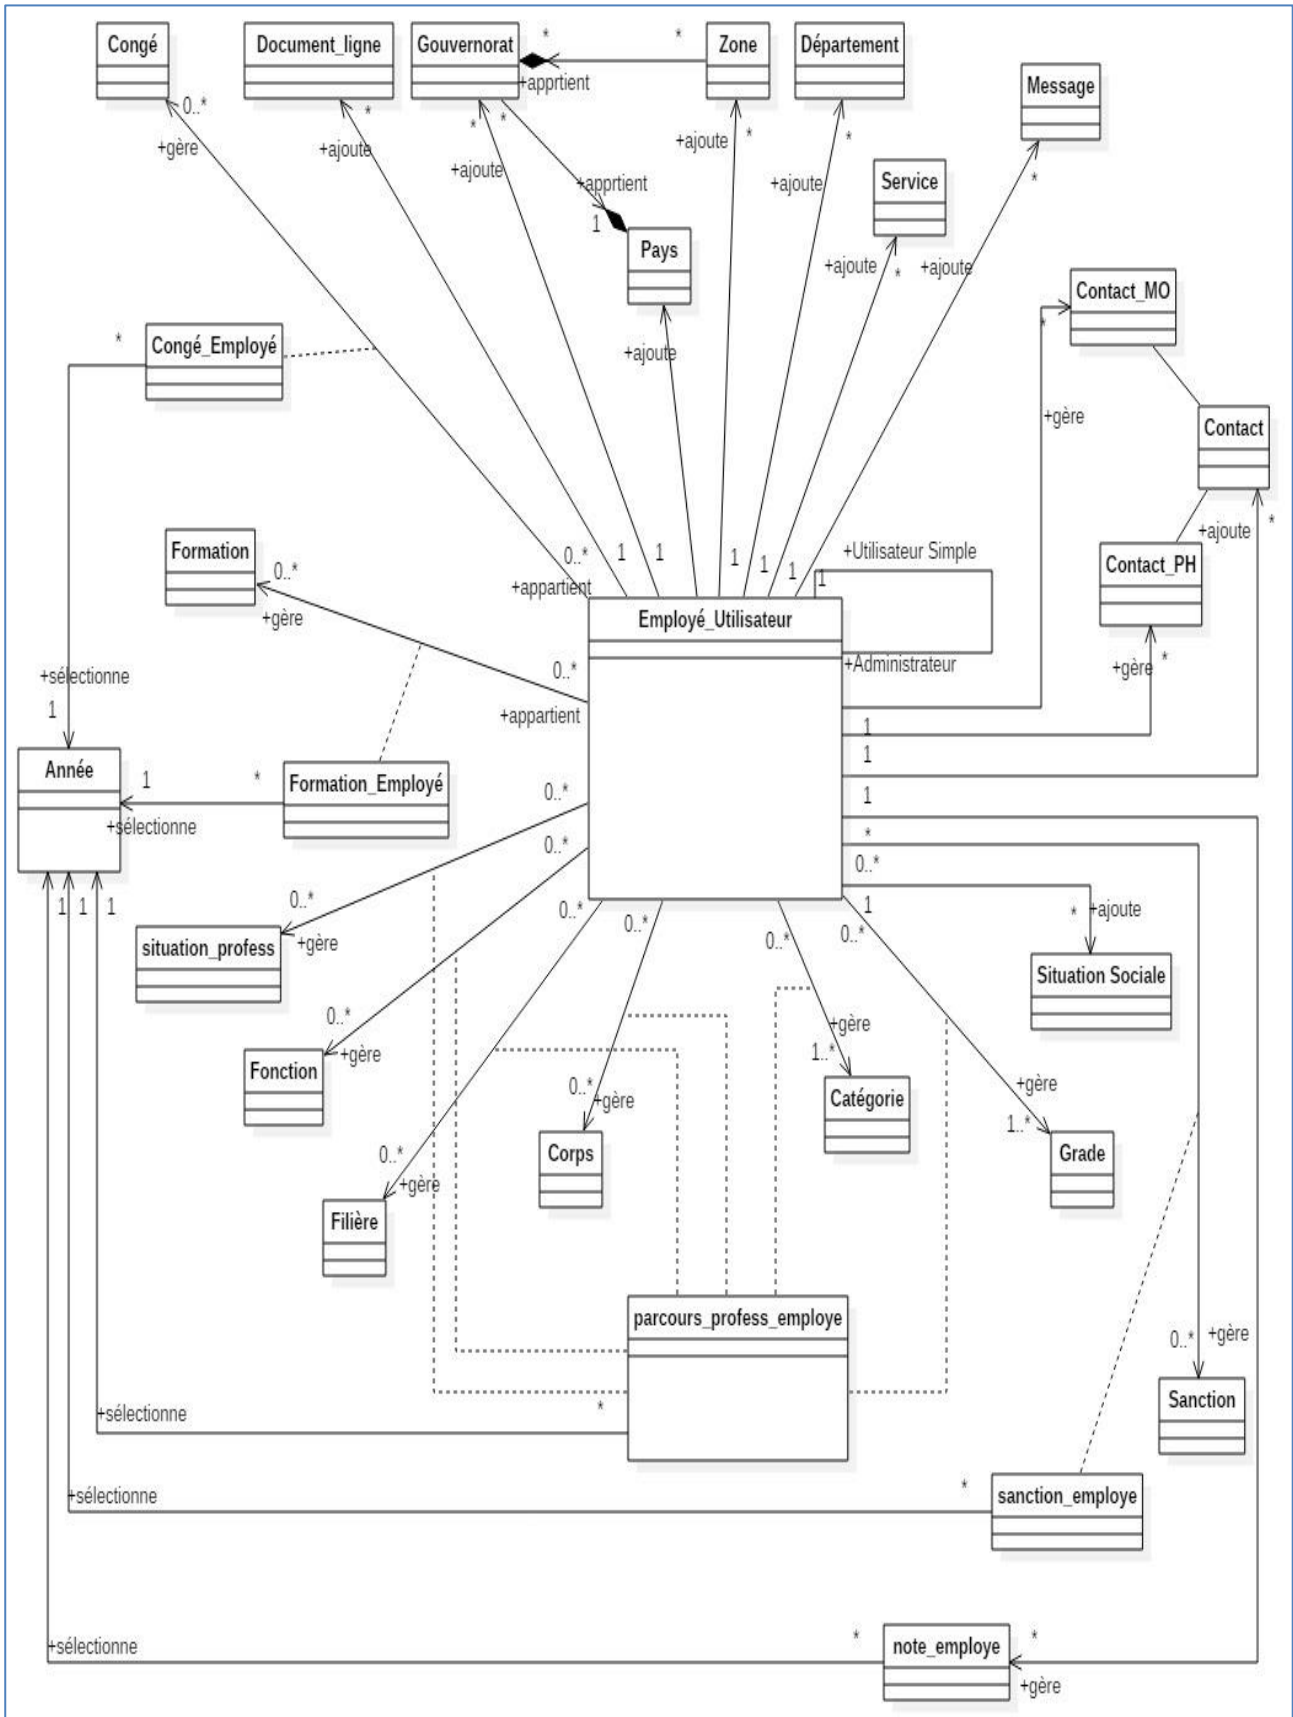 Congé
Document_ligne
Gouvernorat
*
*
Zone
Département
Message
+apprtient
0..*
+gère
*
+ajoute
*
*
+ajoute
+ajoute
*
*
+ajoute
*
Service
+apprtient
1
Pays
+ajoute
*
+ajoute
Contact_MO
*
+ajoute
*
Congé_Employé
+gère
Contact
+ajoute
*
Formation
0..*
+gère
0..*
+appartient
1
1
1
1
1
1
+Utilisateur Simple
Contact_PH
Employé_Utilisateur
+Administrateur
+gère
*
0..*
+appartient
+sélectionne
1
1
1
1
Année
1
*
+sélectionne
Formation_Employé
0..*
0..*
*
0..*
1
1
1
1
0..*
+gère
situation_profess
0..*
0..*
0..*
0..*
*
+ajoute
Situation Sociale
0..*
+gère
Fonction
+gère
1..*
Catégorie
0..*
+gère
Corps
+gère
1..*
Grade
0..*
+gère
Filière
parcours_profess_employe
*
+sélectionne
0..*
+gère
Sanction
+sélectionne
*
sanction_employe
+sélectionne
*
note_employe
*
+gère